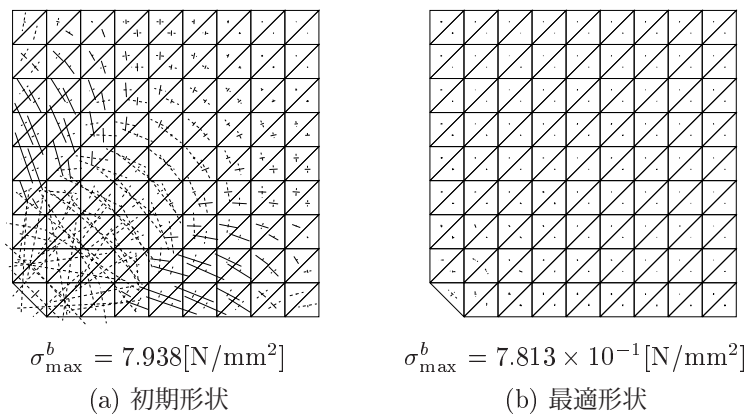 σ^b_max = 7.938[N/mm²]
(a) 初期形状
σ^b_max = 7.813 × 10⁻¹[N/mm²]
(b) 最適形状